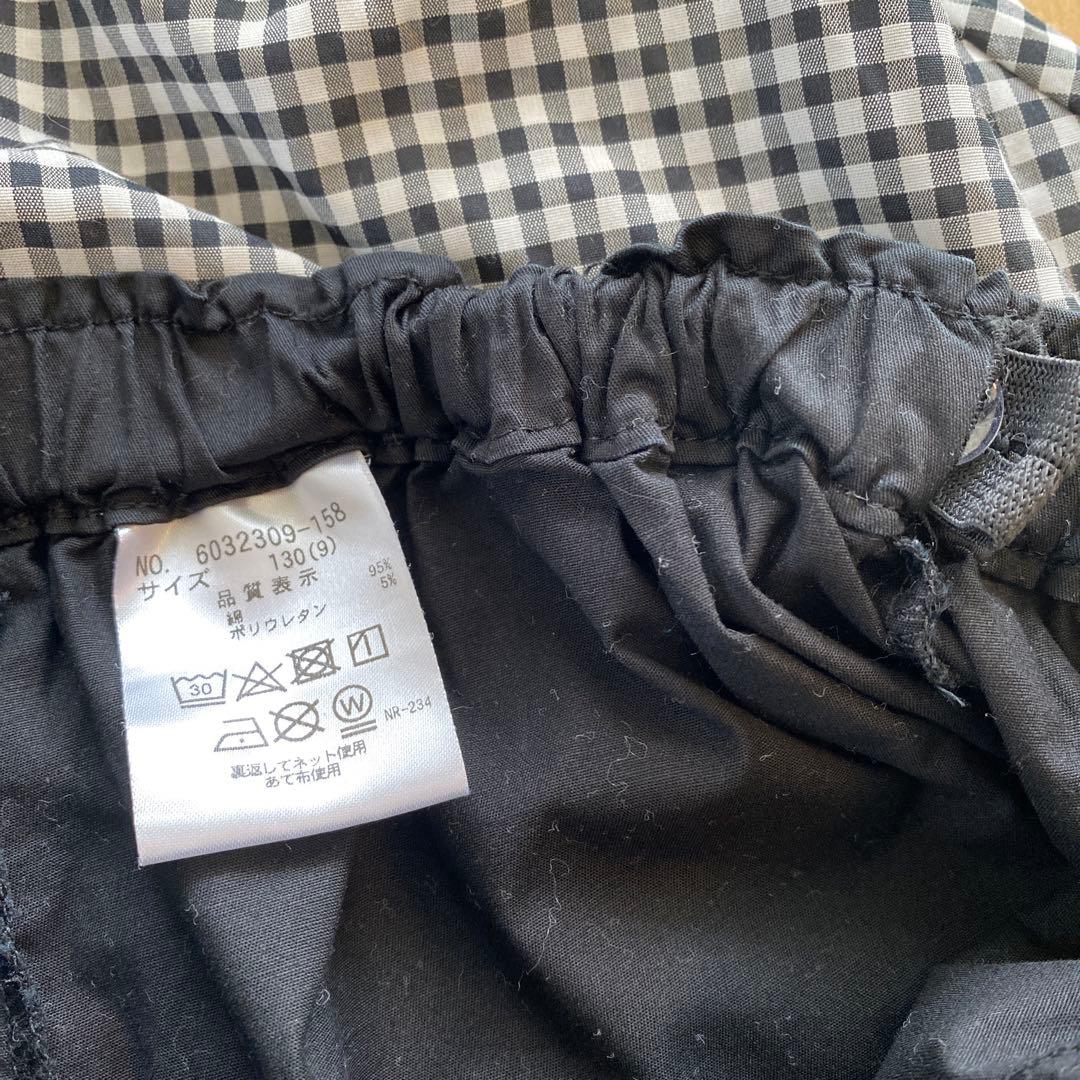 NO. 6032309-158
サイズ 130(9)
品質表示
綿 95%
ポリウレタン 5%
30
W NR-234
裏返してネット使用
あて布使用